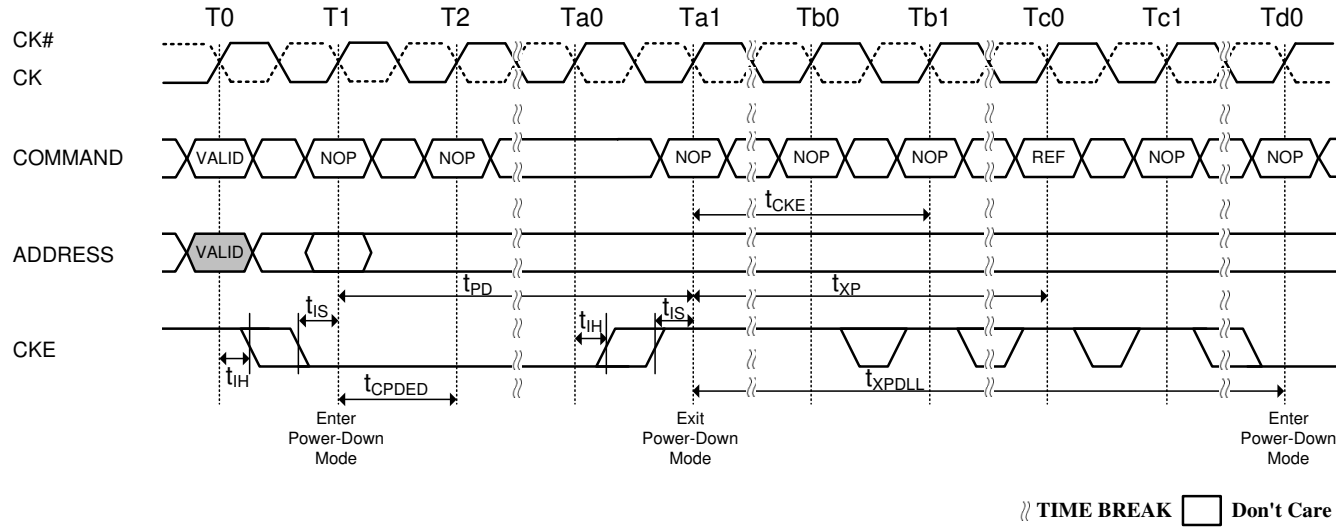 T0 T1 T2 Ta0 Ta1 Tb0 Tb1 Tc0 Tc1 Td0
CK#
CK
COMMAND VALID NOP NOP NOP NOP NOP REF NOP NOP
tCKE
ADDRESS VALID
tPD tXP
tIS tIH tIS
CKE
tIH tCPDED tXPDLL
Enter
Power-Down
Mode
Exit
Power-Down
Mode
Enter
Power-Down
Mode
TIME BREAK Don't Care